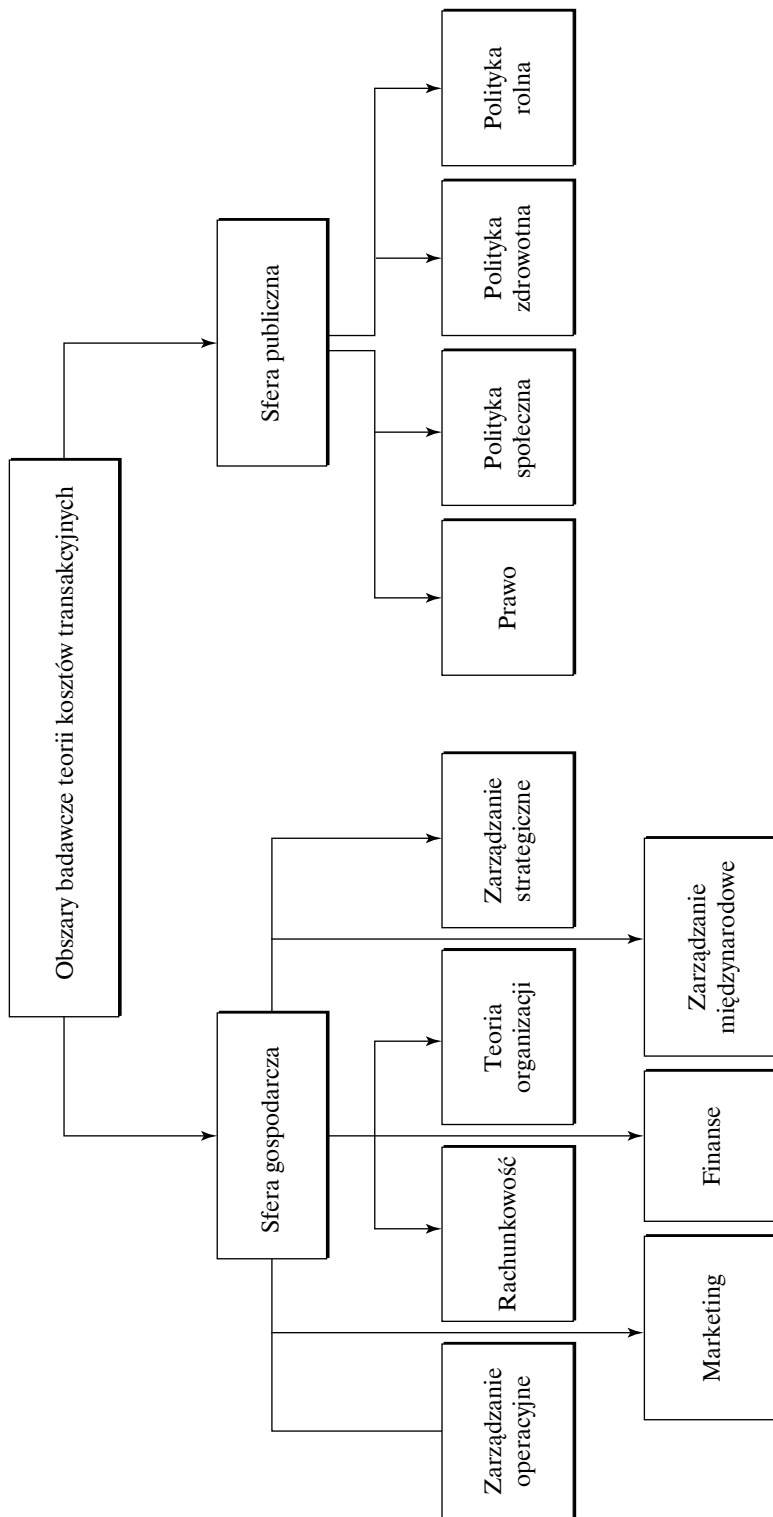 Obszary badawcze teorii kosztów transakcyjnych
Sfera gospodarcza
Sfera publiczna
Zarządzanie
operacyjne
Rachunkowość
Teoria
organizacji
Zarządzanie
strategiczne
Prawo
Polityka
społeczna
Polityka
zdrowotna
Polityka
rolna
Marketing
Finanse
Zarządzanie
międzynarodowe